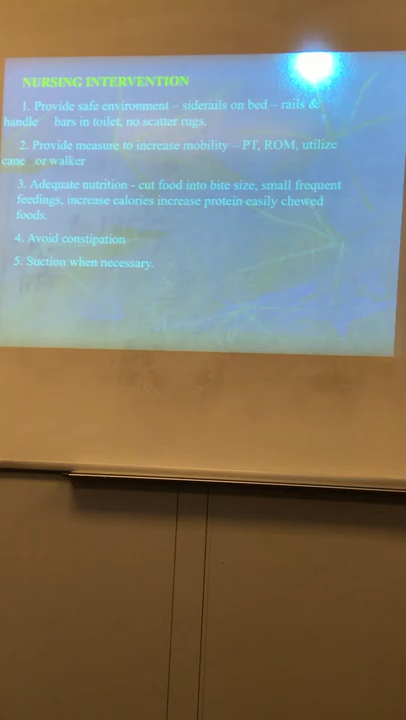 NURSING INTERVENTION
1. Provide safe environment – siderails on bed – rails &
handle bars in toilet, no scatter rugs.
2. Provide measure to increase mobility – PT, ROM, utilize
cane or walker
3. Adequate nutrition - cut food into bite size, small frequent
feedings, increase calories increase protein easily chewed
foods.
4. Avoid constipation
5. Suction when necessary.